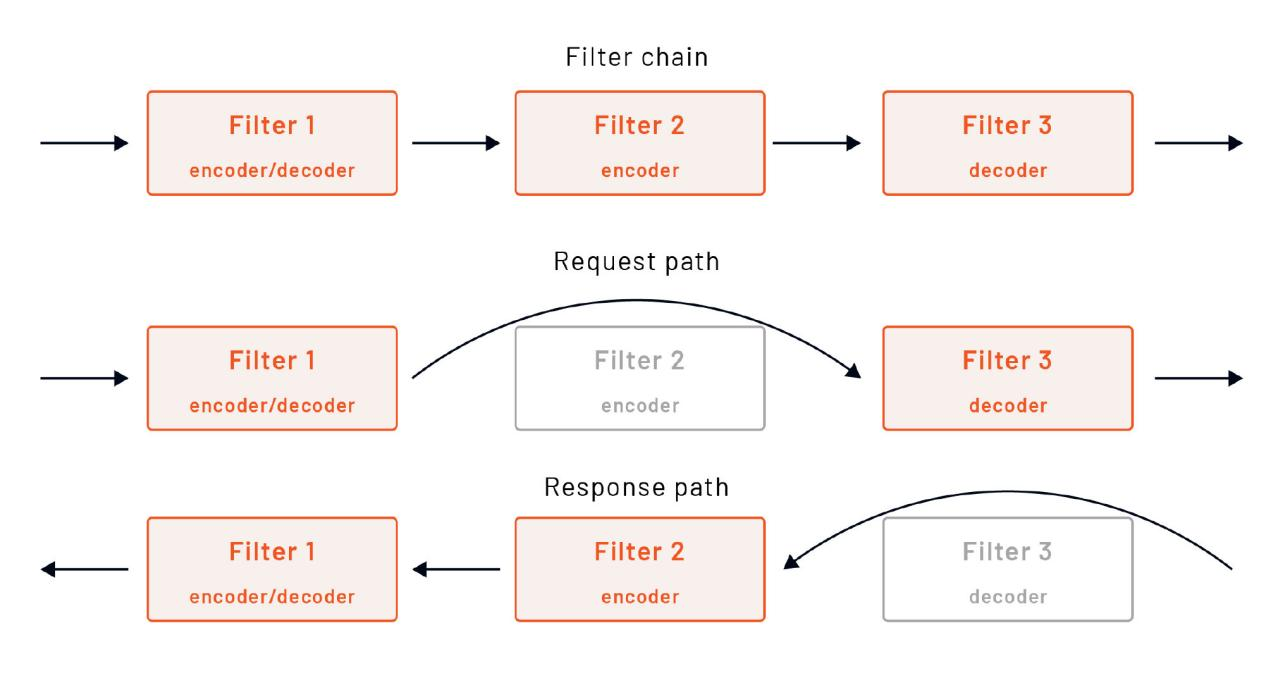 Filter chain
Filter 1
encoder/decoder
Filter 2
encoder
Filter 3
decoder
Request path
Filter 1
encoder/decoder
Filter 2
encoder
Filter 3
decoder
Response path
Filter 1
encoder/decoder
Filter 2
encoder
Filter 3
decoder